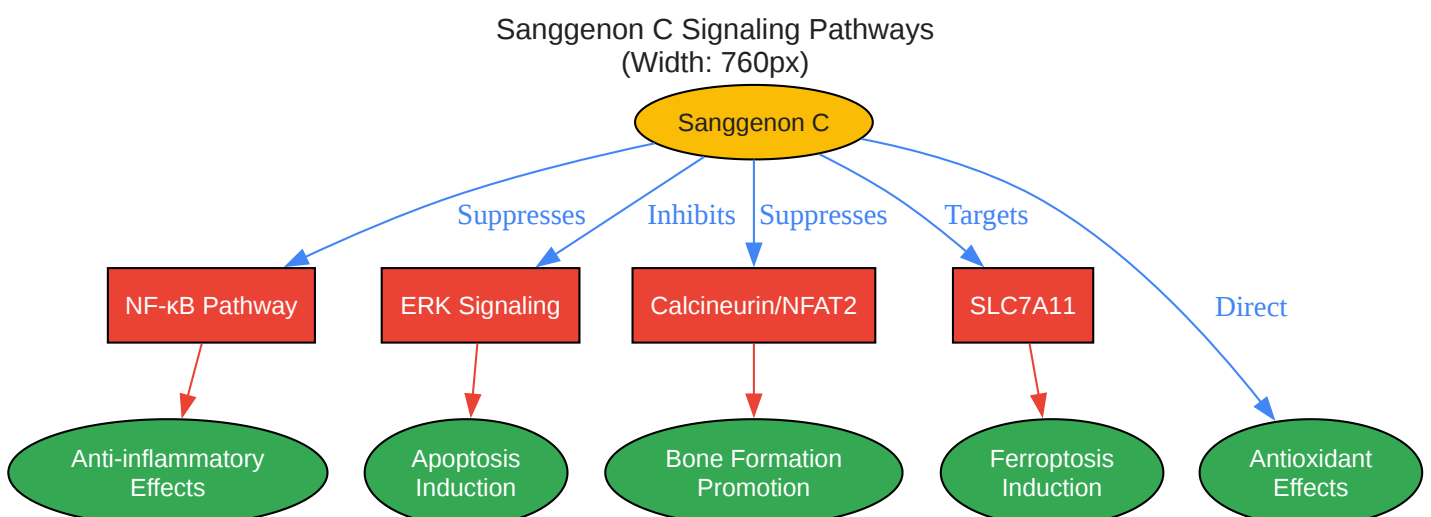 Sanggenon C Signaling Pathways
(Width: 760px)
Sanggenon C
Suppresses
Inhibits
Suppresses
Targets
Direct
NF-κB Pathway
ERK Signaling
Calcineurin/NFAT2
SLC7A11
Anti-inflammatory
Effects
Apoptosis
Induction
Bone Formation
Promotion
Ferroptosis
Induction
Antioxidant
Effects